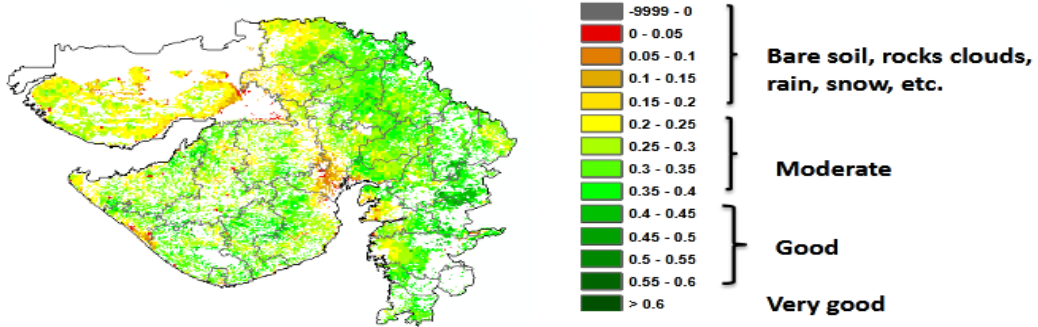 -9999 - 0
0 - 0.05
0.05 - 0.1
0.1 - 0.15
0.15 - 0.2
0.2 - 0.25
0.25 - 0.3
0.3 - 0.35
0.35 - 0.4
0.4 - 0.45
0.45 - 0.5
0.5 - 0.55
0.55 - 0.6
> 0.6
Bare soil, rocks clouds,
rain, snow, etc.
Moderate
Good
Very good